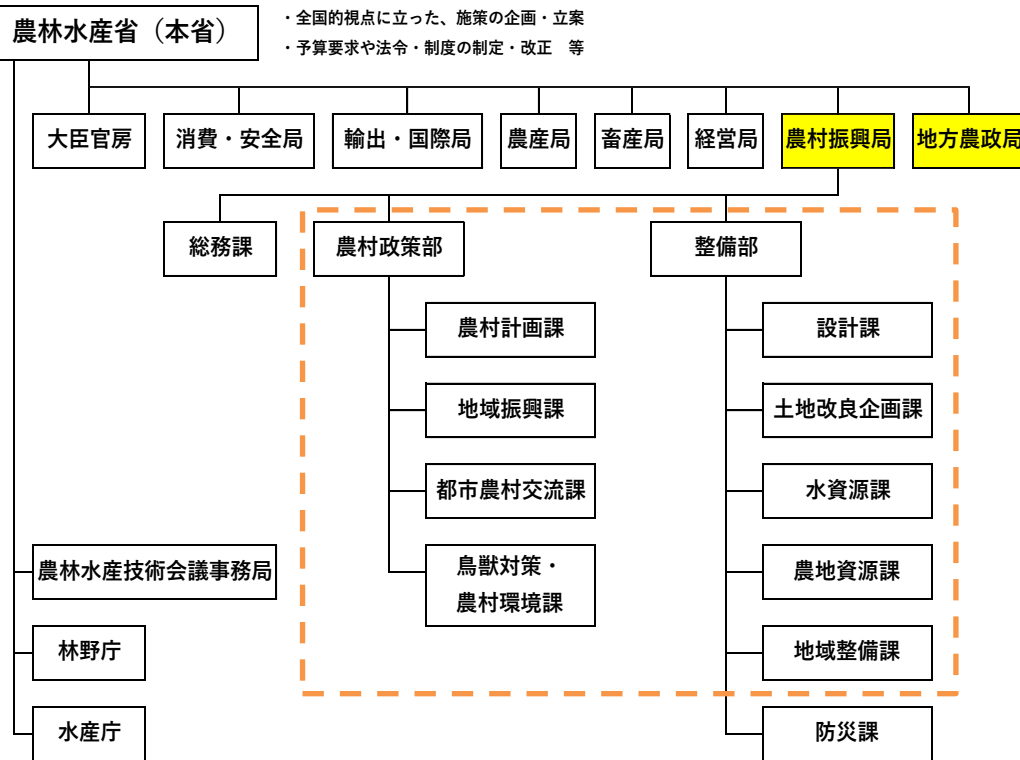 農林水産省（本省）
・全国的視点に立った、施策の企画・立案
・予算要求や法令・制度の制定・改正　等
大臣官房
消費・安全局
輸出・国際局
農産局
畜産局
経営局
農村振興局
地方農政局
総務課
農村政策部
整備部
農村計画課
地域振興課
都市農村交流課
鳥獣対策・
農村環境課
設計課
土地改良企画課
水資源課
農地資源課
地域整備課
防災課
農林水産技術会議事務局
林野庁
水産庁